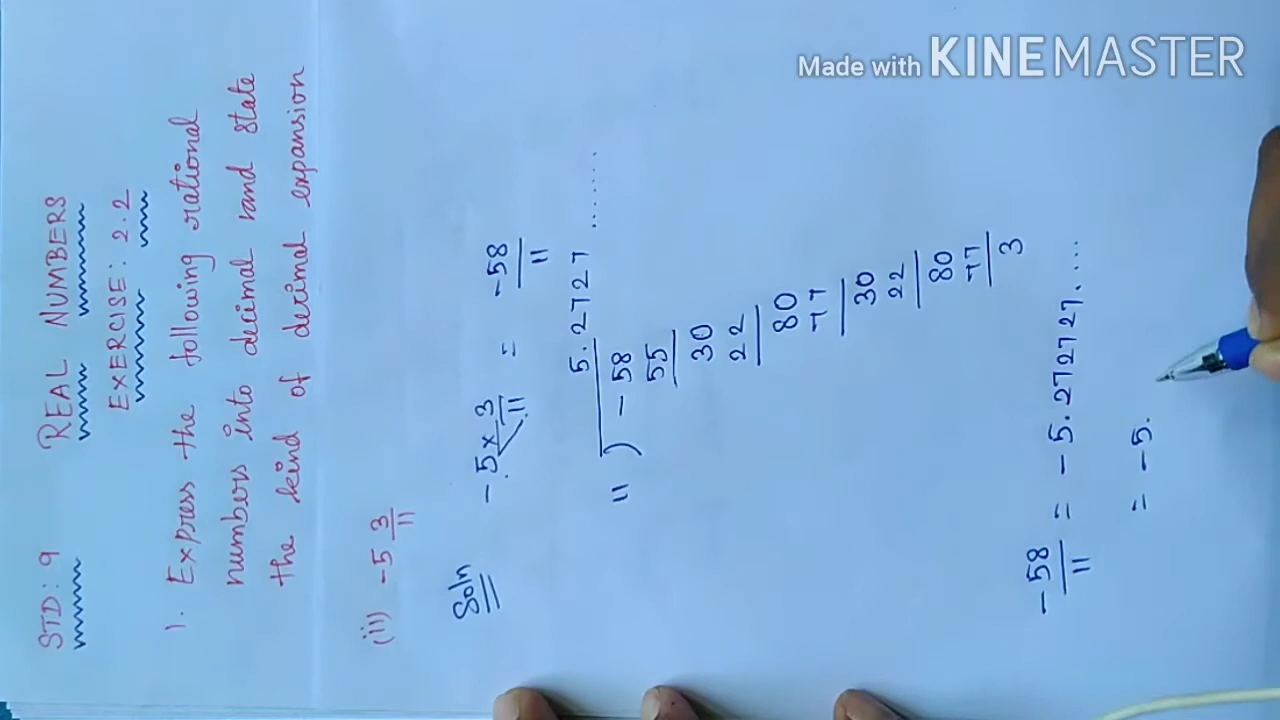 Made with KINEMASTER
STD : 9 REAL NUMBERS
EXERCISE : 2.2
1. Express the following rational
numbers into decimal and state
the kind of decimal expansion
(ii) -5 3/11
Soln -5 × 3/11 = -58/11
5.2727 .......
11 ) -58
55
30
22
80
77
30
22
80
77
3
-58/11 = -5.272727....
= -5.